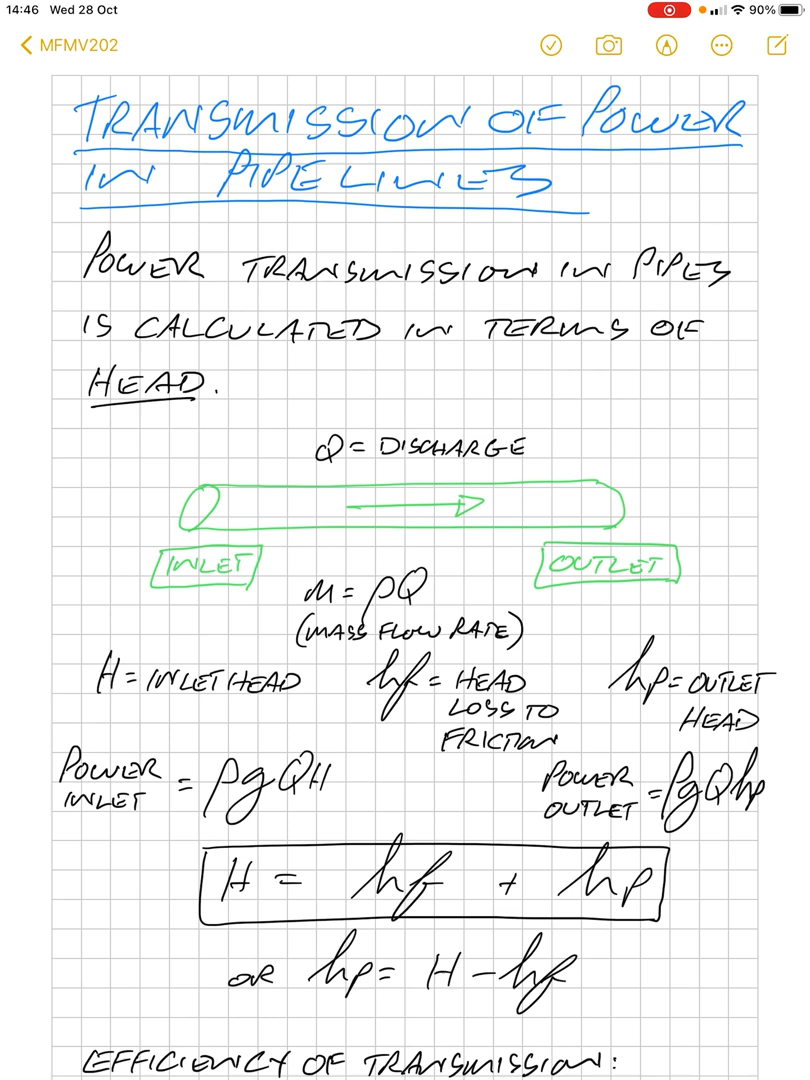 14:46 Wed 28 Oct
90%
MFMV202
TRANSMISSION OF POWER
IN PIPELINES
POWER TRANSMISSION IN PIPES
IS CALCULATED IN TERMS OF
HEAD.
Q = DISCHARGE
INLET
OUTLET
M = ρQ
(MASS FLOW RATE)
H = INLET HEAD
hf = HEAD
LOSS TO
FRICTION
hp = OUTLET
HEAD
POWER
INLET = ρgQH
POWER
OUTLET = ρgQhp
H = hf + hp
OR hp = H - hf
EFFICIENCY OF TRANSMISSION: